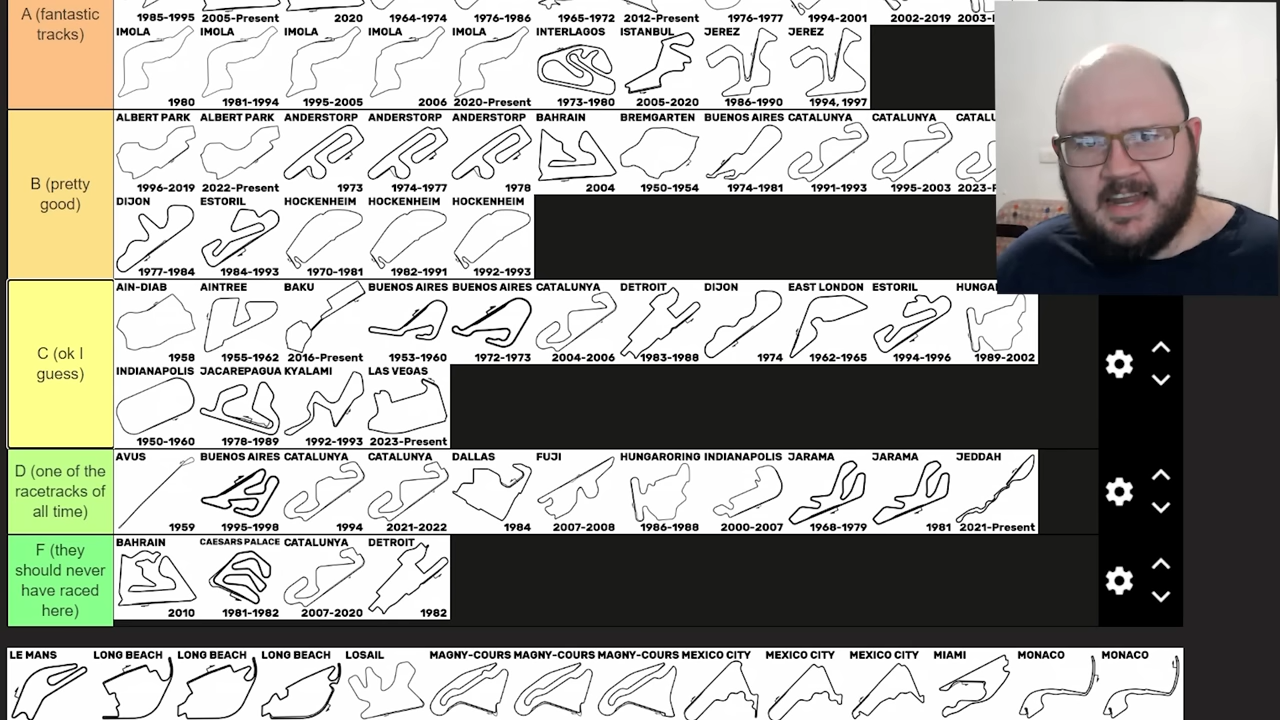 A (fantastic
tracks)
1985-1995 2005-Present 2020 1964-1974 1976-1986 1965-1972 2012-Present 1976-1977 1994-2001 2002-2019
IMOLA IMOLA IMOLA IMOLA IMOLA INTERLAGOS ISTANBUL JEREZ JEREZ
1980 1981-1994 1995-2005 2006 2020-Present 1973-1980 2005-2020 1986-1990 1994, 1997
B (pretty
good)
ALBERT PARK ALBERT PARK ANDERSTORP ANDERSTORP ANDERSTORP BAHRAIN BREMGARTEN BUENOS AIRES CATALUNYA CATALUNYA CATALU
1996-2019 2022-Present 1973 1974-1977 1978 2004 1950-1954 1974-1981 1991-1993 1995-2003 2023-
DIJON ESTORIL HOCKENHEIM HOCKENHEIM HOCKENHEIM
1977-1984 1984-1993 1970-1981 1982-1991 1992-1993
C (ok I
guess)
AIN-DIAB AINTREE BAKU BUENOS AIRES BUENOS AIRES CATALUNYA DETROIT DIJON EAST LONDON ESTORIL HUNGA
1958 1955-1962 2016-Present 1953-1960 1972-1973 2004-2006 1983-1988 1974 1962-1965 1994-1996 1989-2002
INDIANAPOLIS JACAREPAGUA KYALAMI LAS VEGAS
1950-1960 1978-1989 1992-1993 2023-Present
D (one of the
racetracks of
all time)
AVUS BUENOS AIRES CATALUNYA CATALUNYA DALLAS FUJI HUNGARORING INDIANAPOLIS JARAMA JARAMA JEDDAH
1959 1995-1998 1994 2021-2022 1984 2007-2008 1986-1988 2000-2007 1968-1979 1981 2021-Present
F (they
should never
have raced
here)
BAHRAIN CAESARS PALACE CATALUNYA DETROIT
2010 1981-1982 2007-2020 1982
LE MANS LONG BEACH LONG BEACH LONG BEACH LOSAIL MAGNY-COURS MAGNY-COURS MAGNY-COURS MEXICO CITY MEXICO CITY MEXICO CITY MIAMI MONACO MONACO